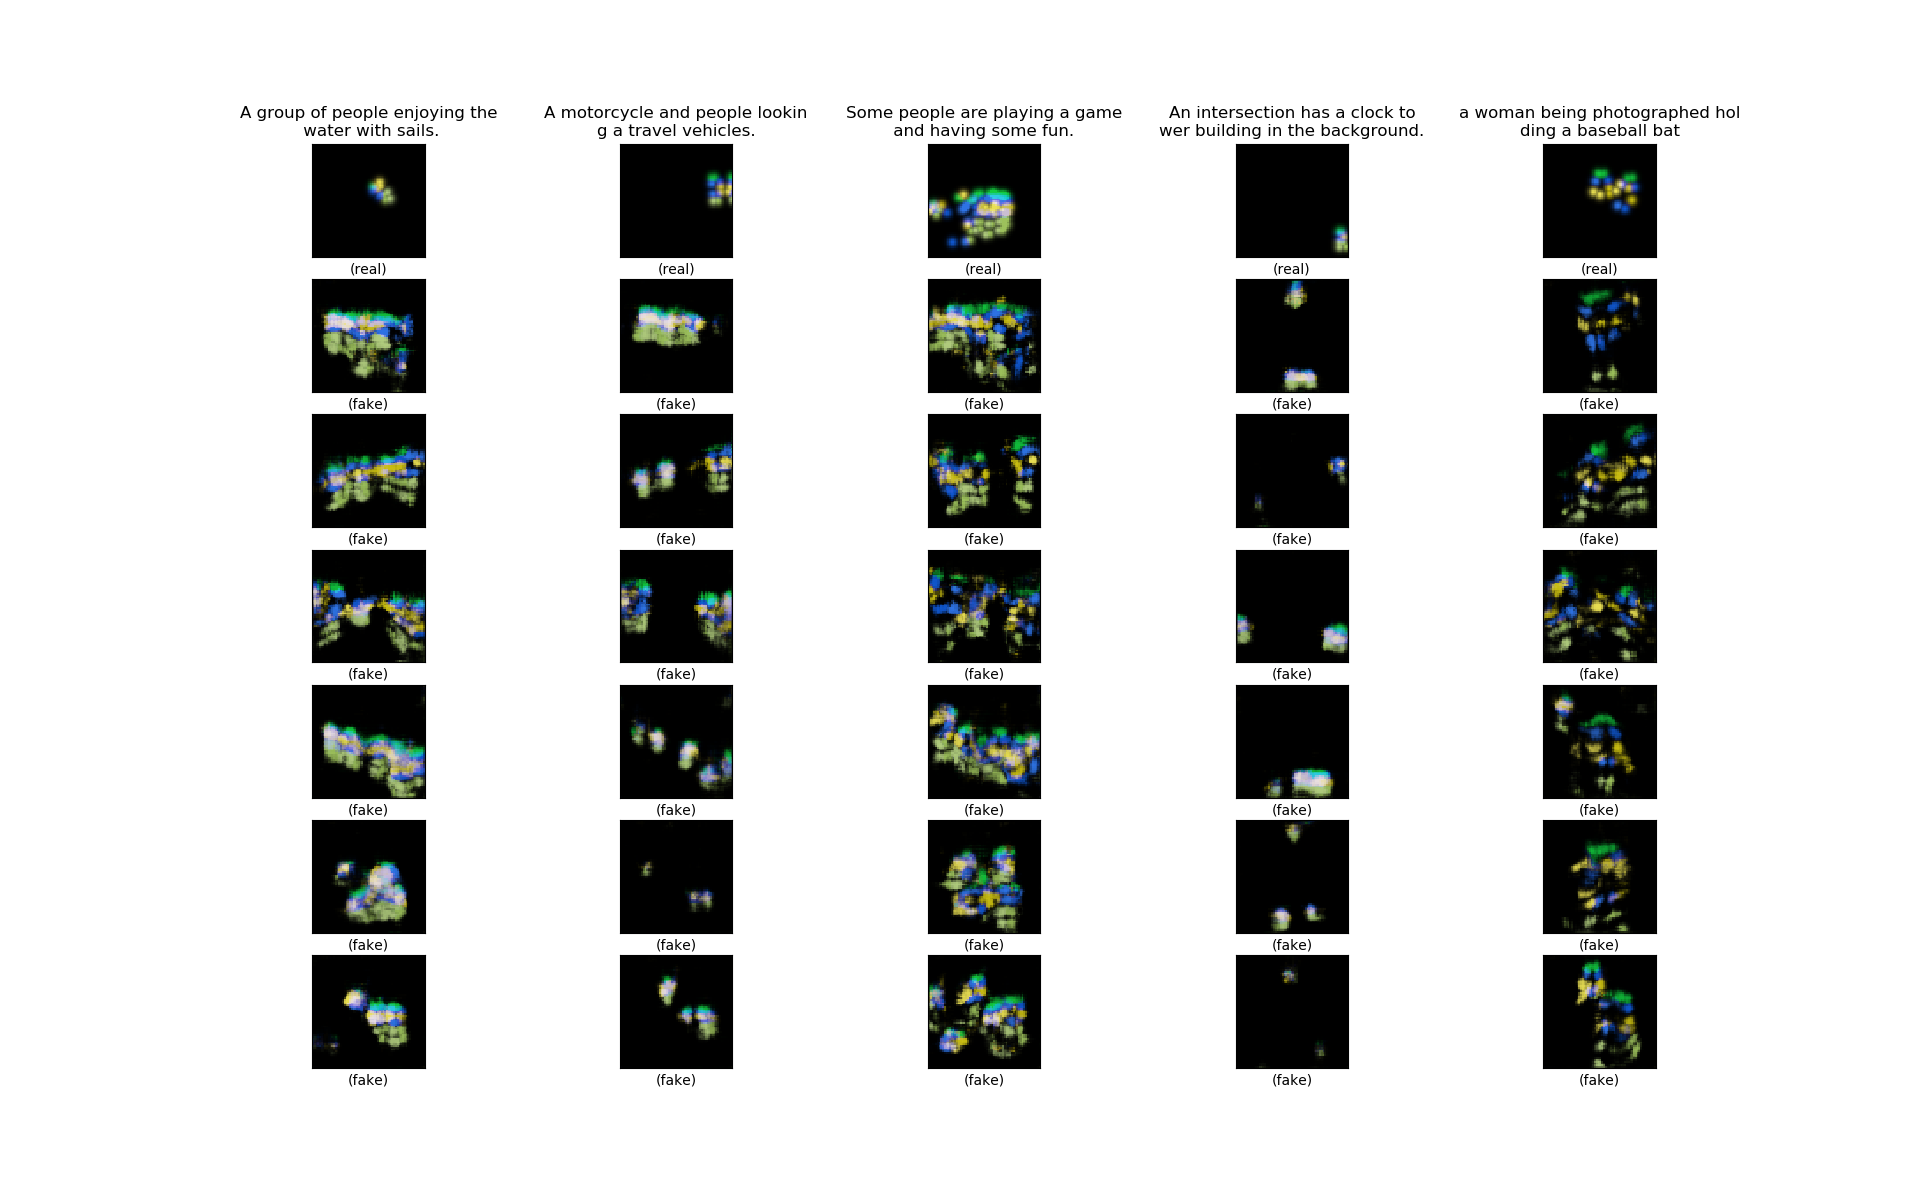 A group of people enjoying the
water with sails.
A motorcycle and people lookin
g a travel vehicles.
Some people are playing a game
and having some fun.
An intersection has a clock to
wer building in the background.
a woman being photographed hol
ding a baseball bat
(real) (real) (real) (real) (real)
(fake) (fake) (fake) (fake) (fake)
(fake) (fake) (fake) (fake) (fake)
(fake) (fake) (fake) (fake) (fake)
(fake) (fake) (fake) (fake) (fake)
(fake) (fake) (fake) (fake) (fake)
(fake) (fake) (fake) (fake) (fake)